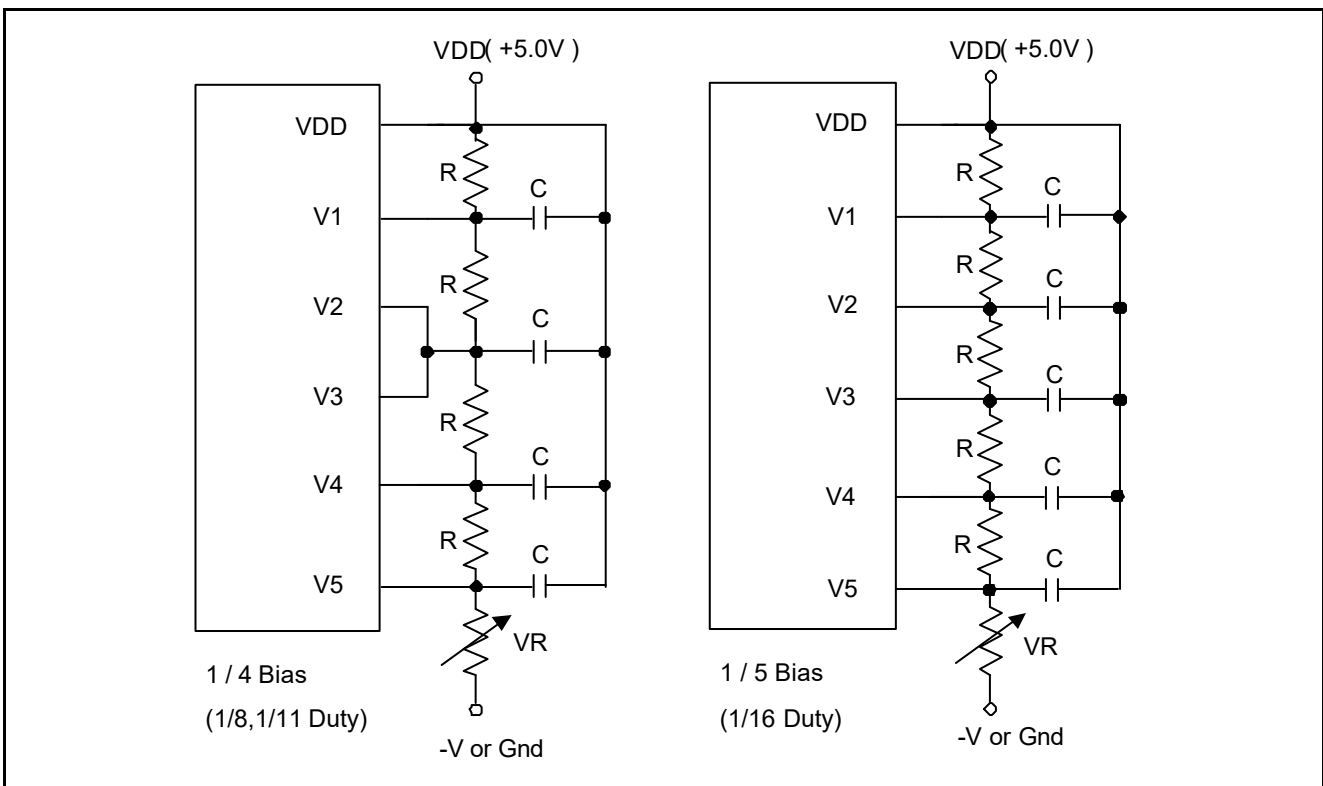 VDD( +5.0V )
VDD
R
C
V1
R
V2
C
V3
R
V4
C
R
C
V5
VR
1 / 4 Bias
(1/8,1/11 Duty)
-V or Gnd
VDD( +5.0V )
VDD
R
C
V1
R
C
V2
R
C
V3
R
C
V4
R
C
V5
VR
1 / 5 Bias
(1/16 Duty)
-V or Gnd